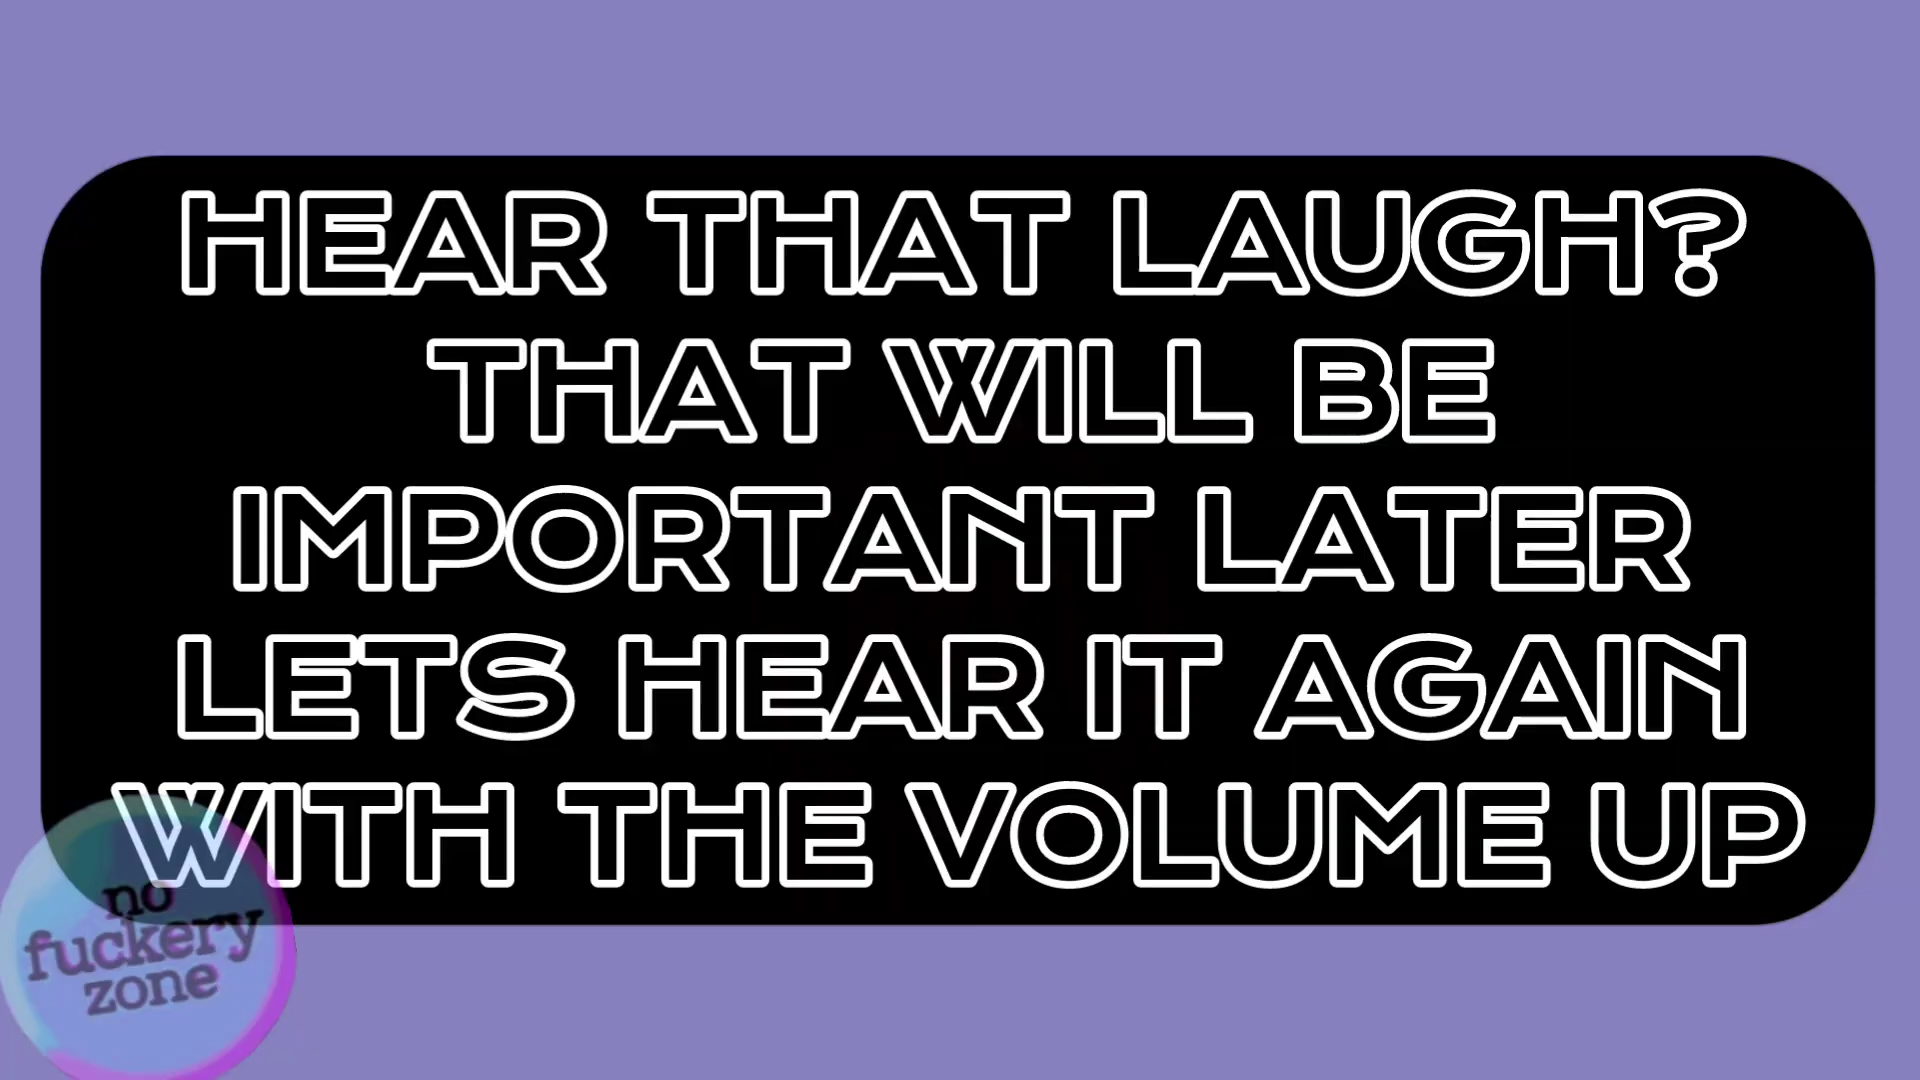 HEAR THAT LAUGH?
THAT WILL BE
IMPORTANT LATER
LETS HEAR IT AGAIN
WITH THE VOLUME UP
no
fuckery
zone